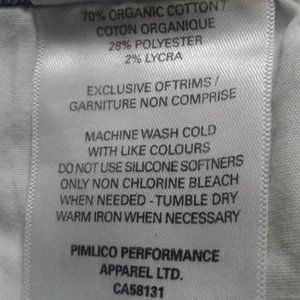 70% ORGANIC COTTON /
COTON ORGANIQUE
28% POLYESTER
2% LYCRA
EXCLUSIVE OF TRIMS /
GARNITURE NON COMPRISE
MACHINE WASH COLD
WITH LIKE COLOURS
DO NOT USE SILICONE SOFTNERS
ONLY NON CHLORINE BLEACH
WHEN NEEDED - TUMBLE DRY
WARM IRON WHEN NECESSARY
PIMLICO PERFORMANCE
APPAREL LTD.
CA58131